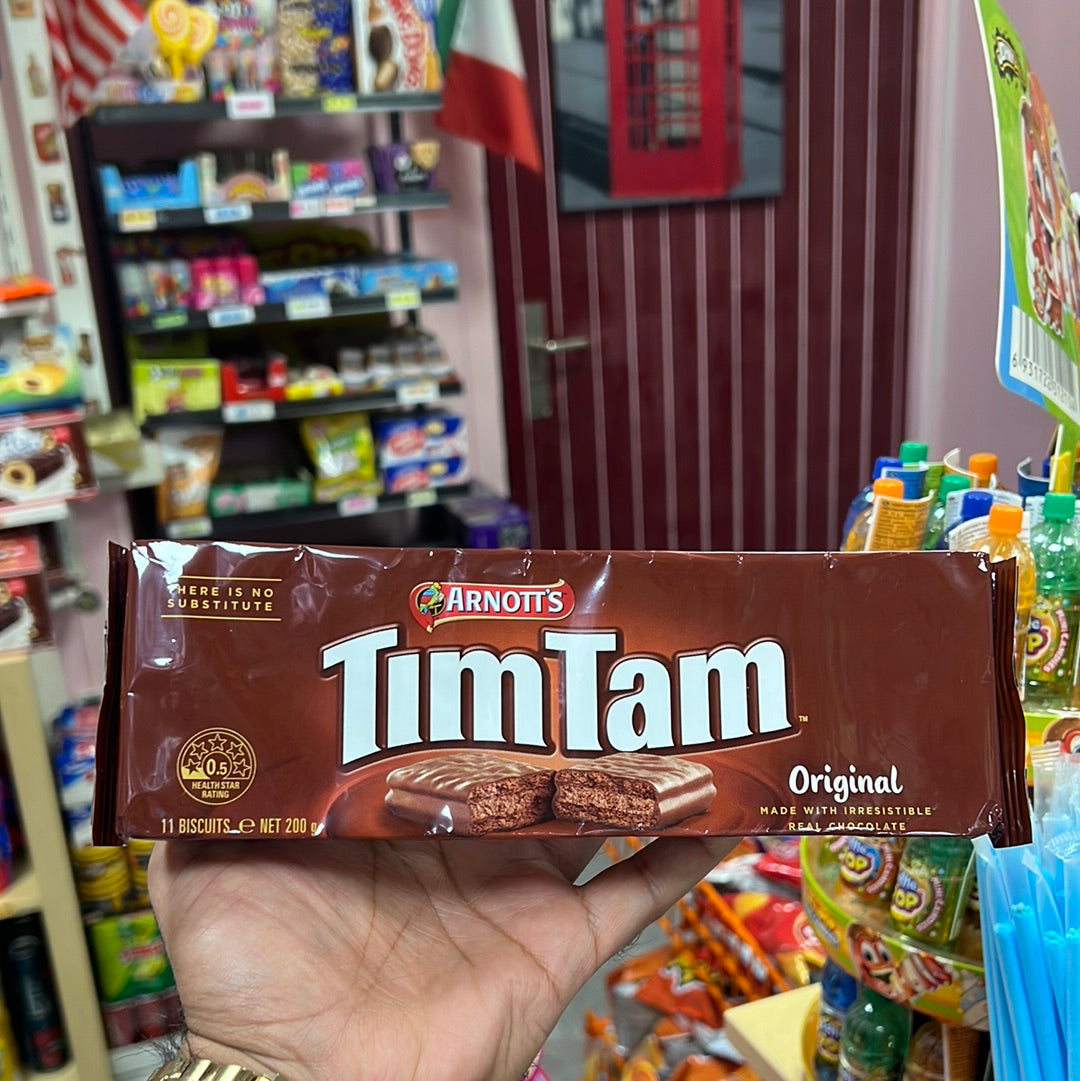 THERE IS NO
SUBSTITUTE
ARNOTT'S
TimTam
™
0.5
HEALTH STAR
RATING
Original
MADE WITH IRRESISTIBLE
REAL CHOCOLATE
11 BISCUITS ℮ NET 200 g